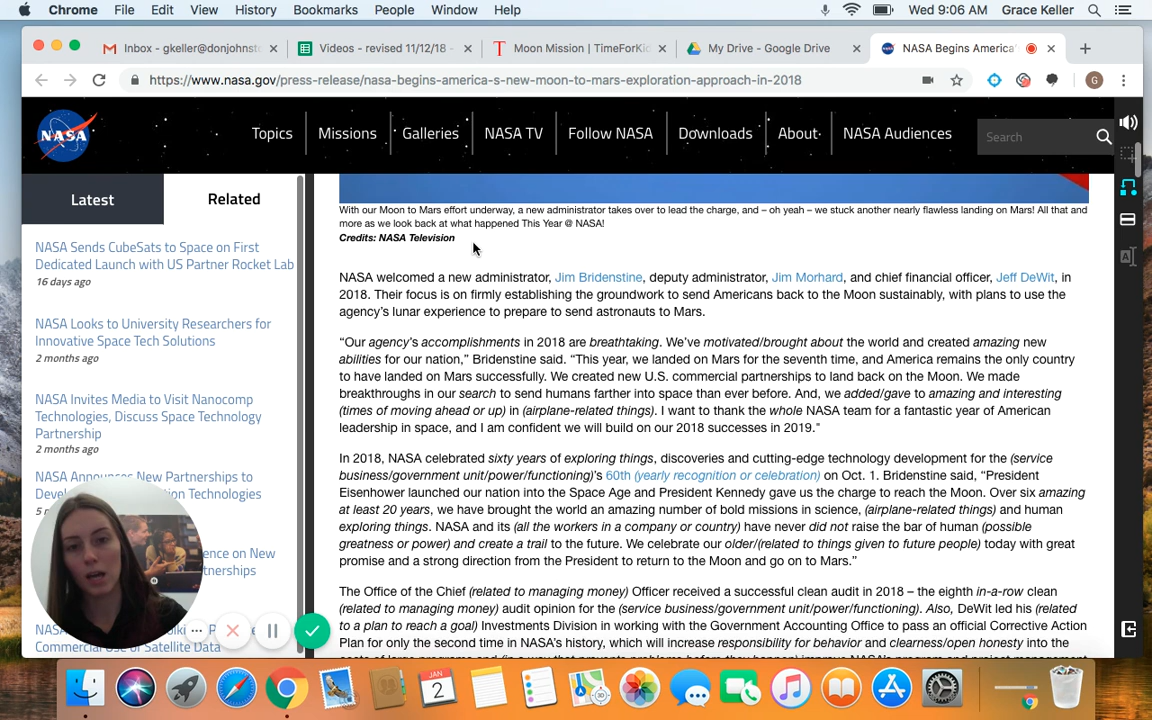 Chrome File Edit View History Bookmarks People Window Help Wed 9:06 AM Grace Keller
Inbox - gkeller@donjohnst
Videos - revised 11/12/18 -
Moon Mission | TimeForKi
My Drive - Google Drive
NASA Begins America'
https://www.nasa.gov/press-release/nasa-begins-america-s-new-moon-to-mars-exploration-approach-in-2018
G
NASA
Topics Missions Galleries NASA TV Follow NASA Downloads About NASA Audiences Search
Latest Related
NASA Sends CubeSats to Space on First
Dedicated Launch with US Partner Rocket Lab
16 days ago
NASA Looks to University Researchers for
Innovative Space Tech Solutions
2 months ago
NASA Invites Media to Visit Nanocomp
Technologies, Discuss Space Technology
Partnership
2 months ago
NASA Announces New Partnerships to
Technologies
ence on New
tnerships
Commercial Use of Satellite Data
With our Moon to Mars effort underway, a new administrator takes over to lead the charge, and – oh yeah – we stuck another nearly flawless landing on Mars! All that and
more as we look back at what happened This Year @ NASA!
Credits: NASA Television
NASA welcomed a new administrator, Jim Bridenstine, deputy administrator, Jim Morhard, and chief financial officer, Jeff DeWit, in
2018. Their focus is on firmly establishing the groundwork to send Americans back to the Moon sustainably, with plans to use the
agency's lunar experience to prepare to send astronauts to Mars.
“Our agency's accomplishments in 2018 are breathtaking. We've motivated/brought about the world and created amazing new
abilities for our nation,” Bridenstine said. “This year, we landed on Mars for the seventh time, and America remains the only country
to have landed on Mars successfully. We created new U.S. commercial partnerships to land back on the Moon. We made
breakthroughs in our search to send humans farther into space than ever before. And, we added/gave to amazing and interesting
(times of moving ahead or up) in (airplane-related things). I want to thank the whole NASA team for a fantastic year of American
leadership in space, and I am confident we will build on our 2018 successes in 2019.”
In 2018, NASA celebrated sixty years of exploring things, discoveries and cutting-edge technology development for the (service
business/government unit/power/functioning)'s 60th (yearly recognition or celebration) on Oct. 1. Bridenstine said, “President
Eisenhower launched our nation into the Space Age and President Kennedy gave us the charge to reach the Moon. Over six amazing
at least 20 years, we have brought the world an amazing number of bold missions in science, (airplane-related things) and human
exploring things. NASA and its (all the workers in a company or country) have never did not raise the bar of human (possible
greatness or power) and create a trail to the future. We celebrate our older/(related to things given to future people) today with great
promise and a strong direction from the President to return to the Moon and go on to Mars.”
The Office of the Chief (related to managing money) Officer received a successful clean audit in 2018 – the eighth in-a-row clean
(related to managing money) audit opinion for the (service business/government unit/power/functioning). Also, DeWit led his (related
to a plan to reach a goal) Investments Division in working with the Government Accounting Office to pass an official Corrective Action
Plan for only the second time in NASA's history, which will increase responsibility for behavior and clearness/open honesty into the
JAN
2